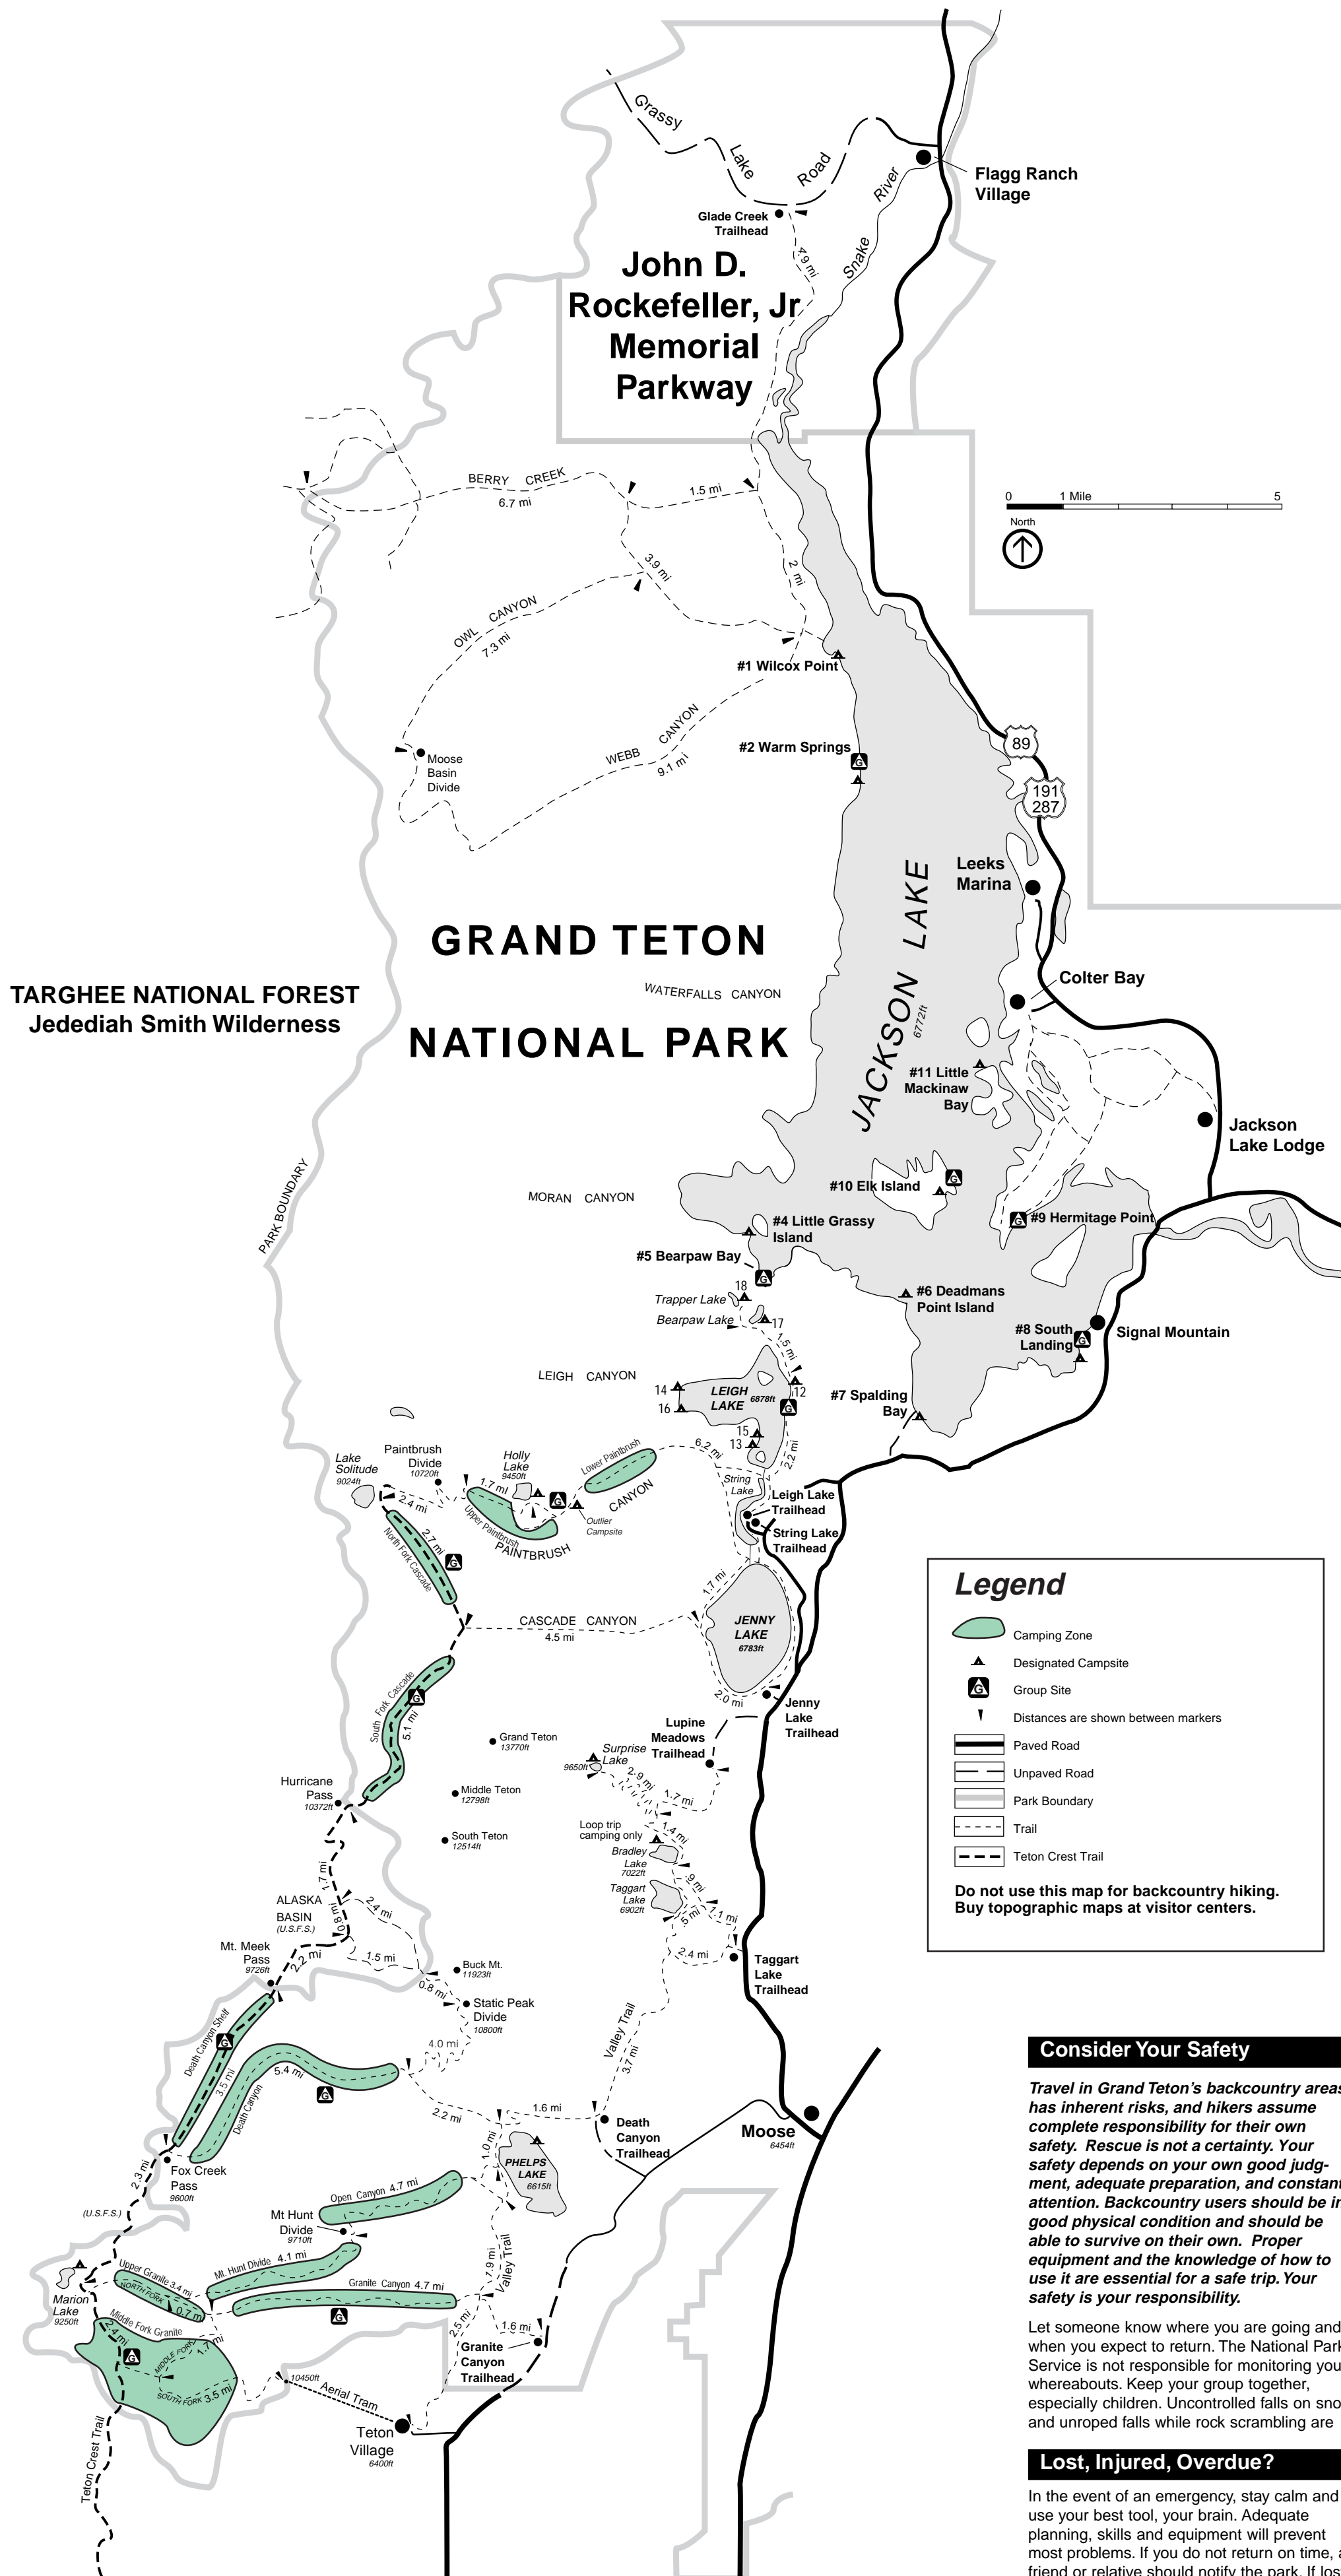 Grassy
Lake
Road
River
Snake
Flagg Ranch
Village
Glade Creek
Trailhead
4.9 mi
John D.
Rockefeller, Jr
Memorial
Parkway
BERRY CREEK
6.7 mi
1.5 mi
0 1 Mile 5
North
3.9 mi
2 mi
OWL CANYON
7.3 mi
#1 Wilcox Point
WEBB CANYON
9.1 mi
#2 Warm Springs
Moose
Basin
Divide
89
191
287
Leeks
Marina
GRAND TETON
NATIONAL PARK
WATERFALLS CANYON
TARGHEE NATIONAL FOREST
Jedediah Smith Wilderness
JACKSON LAKE
6772ft
Colter Bay
#11 Little
Mackinaw
Bay
Jackson
Lake Lodge
PARK BOUNDARY
MORAN CANYON
#10 Elk Island
G
#9 Hermitage Point
G
#4 Little Grassy
Island
#5 Bearpaw Bay
G
18
Trapper Lake
Bearpaw Lake
17
1.5 mi
#6 Deadmans
Point Island
#8 South
Landing
G
Signal Mountain
LEIGH CANYON
14
16
LEIGH
LAKE
6878ft
12
G
15
13
2.2 mi
#7 Spalding
Bay
Lake
Solitude
9024ft
Paintbrush
Divide
10720ft
Holly
Lake
9450ft
Lower Paintbrush
6.2 mi
String
Lake
2.4 mi
1.7 mi
G
Upper Paintbrush
Outlier
Campsite
PAINTBRUSH CANYON
Leigh Lake
Trailhead
String Lake
Trailhead
2.7 mi
North Fork Cascade
G
1.7 mi
CASCADE CANYON
4.5 mi
JENNY
LAKE
6783ft
2.0 mi
Jenny
Lake
Trailhead
South Fork Cascade
5.1 mi
G
Grand Teton
13770ft
Surprise
Lake
9650ft
Lupine
Meadows
Trailhead
2.9 mi
1.7 mi
Hurricane
Pass
10372ft
Middle Teton
12798ft
South Teton
12514ft
Loop trip
camping only
1.4 mi
Bradley
Lake
7022ft
.9 mi
Taggart
Lake
6902ft
.5 mi
1.1 mi
2.4 mi
Taggart
Lake
Trailhead
1.7 mi
ALASKA
BASIN
(U.S.F.S.)
0.8 mi
2.4 mi
1.5 mi
Mt. Meek
Pass
9726ft
2.2 mi
Buck Mt.
11923ft
0.8 mi
Static Peak
Divide
10800ft
4.0 mi
Death Canyon Shelf
G
3.5 mi
Death Canyon
5.4 mi
G
2.2 mi
Valley Trail
3.7 mi
1.6 mi
Death
Canyon
Trailhead
Moose
6454ft
1.0 mi
PHELPS
LAKE
6615ft
Fox Creek
Pass
9600ft
2.3 mi
(U.S.F.S.)
Open Canyon 4.7 mi
Mt Hunt
Divide
9710ft
Mt. Hunt Divide 4.1 mi
Upper Granite 3.4 mi
NORTH FORK
0.7 mi
Granite Canyon 4.7 mi
G
1.9 mi
Valley Trail
Marion
Lake
9250ft
Middle Fork Granite
2.4 mi
G
MIDDLE FORK
1.7 mi
SOUTH FORK 3.5 mi
2.5 mi
1.6 mi
Granite
Canyon
Trailhead
10450ft
Aerial Tram
Teton
Village
6400ft
Teton Crest Trail
Legend
Camping Zone
Designated Campsite
G
Group Site
Distances are shown between markers
Paved Road
Unpaved Road
Park Boundary
Trail
Teton Crest Trail
Do not use this map for backcountry hiking.
Buy topographic maps at visitor centers.
Consider Your Safety
Travel in Grand Teton's backcountry areas
has inherent risks, and hikers assume
complete responsibility for their own
safety. Rescue is not a certainty. Your
safety depends on your own good judg-
ment, adequate preparation, and constant
attention. Backcountry users should be in
good physical condition and should be
able to survive on their own. Proper
equipment and the knowledge of how to
use it are essential for a safe trip. Your
safety is your responsibility.
Let someone know where you are going and
when you expect to return. The National Park
Service is not responsible for monitoring you
whereabouts. Keep your group together,
especially children. Uncontrolled falls on sno
and unroped falls while rock scrambling are
Lost, Injured, Overdue?
In the event of an emergency, stay calm and
use your best tool, your brain. Adequate
planning, skills and equipment will prevent
most problems. If you do not return on time, a
friend or relative should notify the park. If los